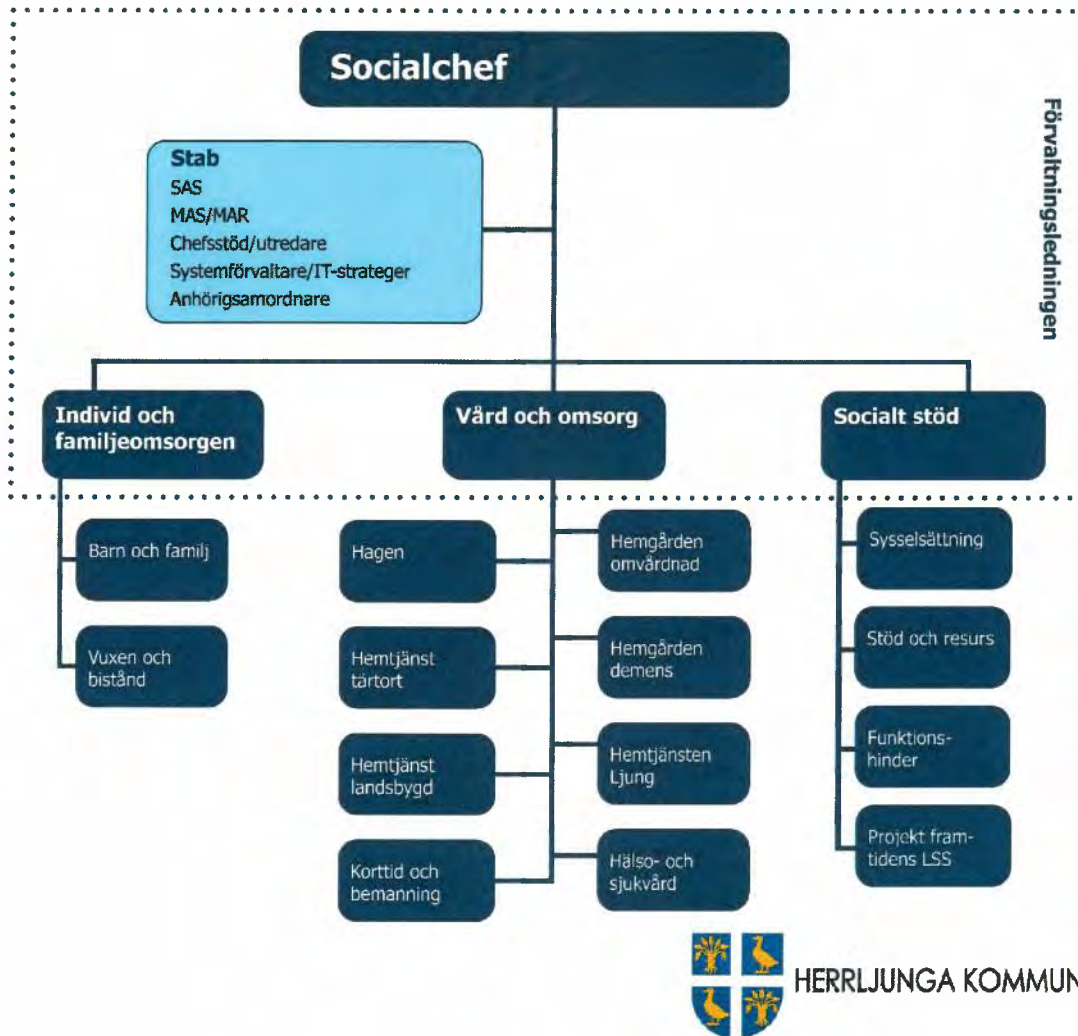 Socialchef
Förvaltningsledningen
Stab
SAS
MAS/MAR
Chefsstöd/utredare
Systemförvaltare/IT-strateger
Anhörigsamordnare
Individ och
familjeomsorgen
Vård och omsorg
Socialt stöd
Barn och familj
Vuxen och
bistånd
Hagen
Hemtjänst
tärtort
Hemtjänst
landsbygd
Korttid och
bemanning
Hemgården
omvårdnad
Hemgården
demens
Hemtjänsten
Ljung
Hälso- och
sjukvård
Sysselsättning
Stöd och resurs
Funktions-
hinder
Projekt fram-
tidens LSS
HERRLJUNGA KOMMUN